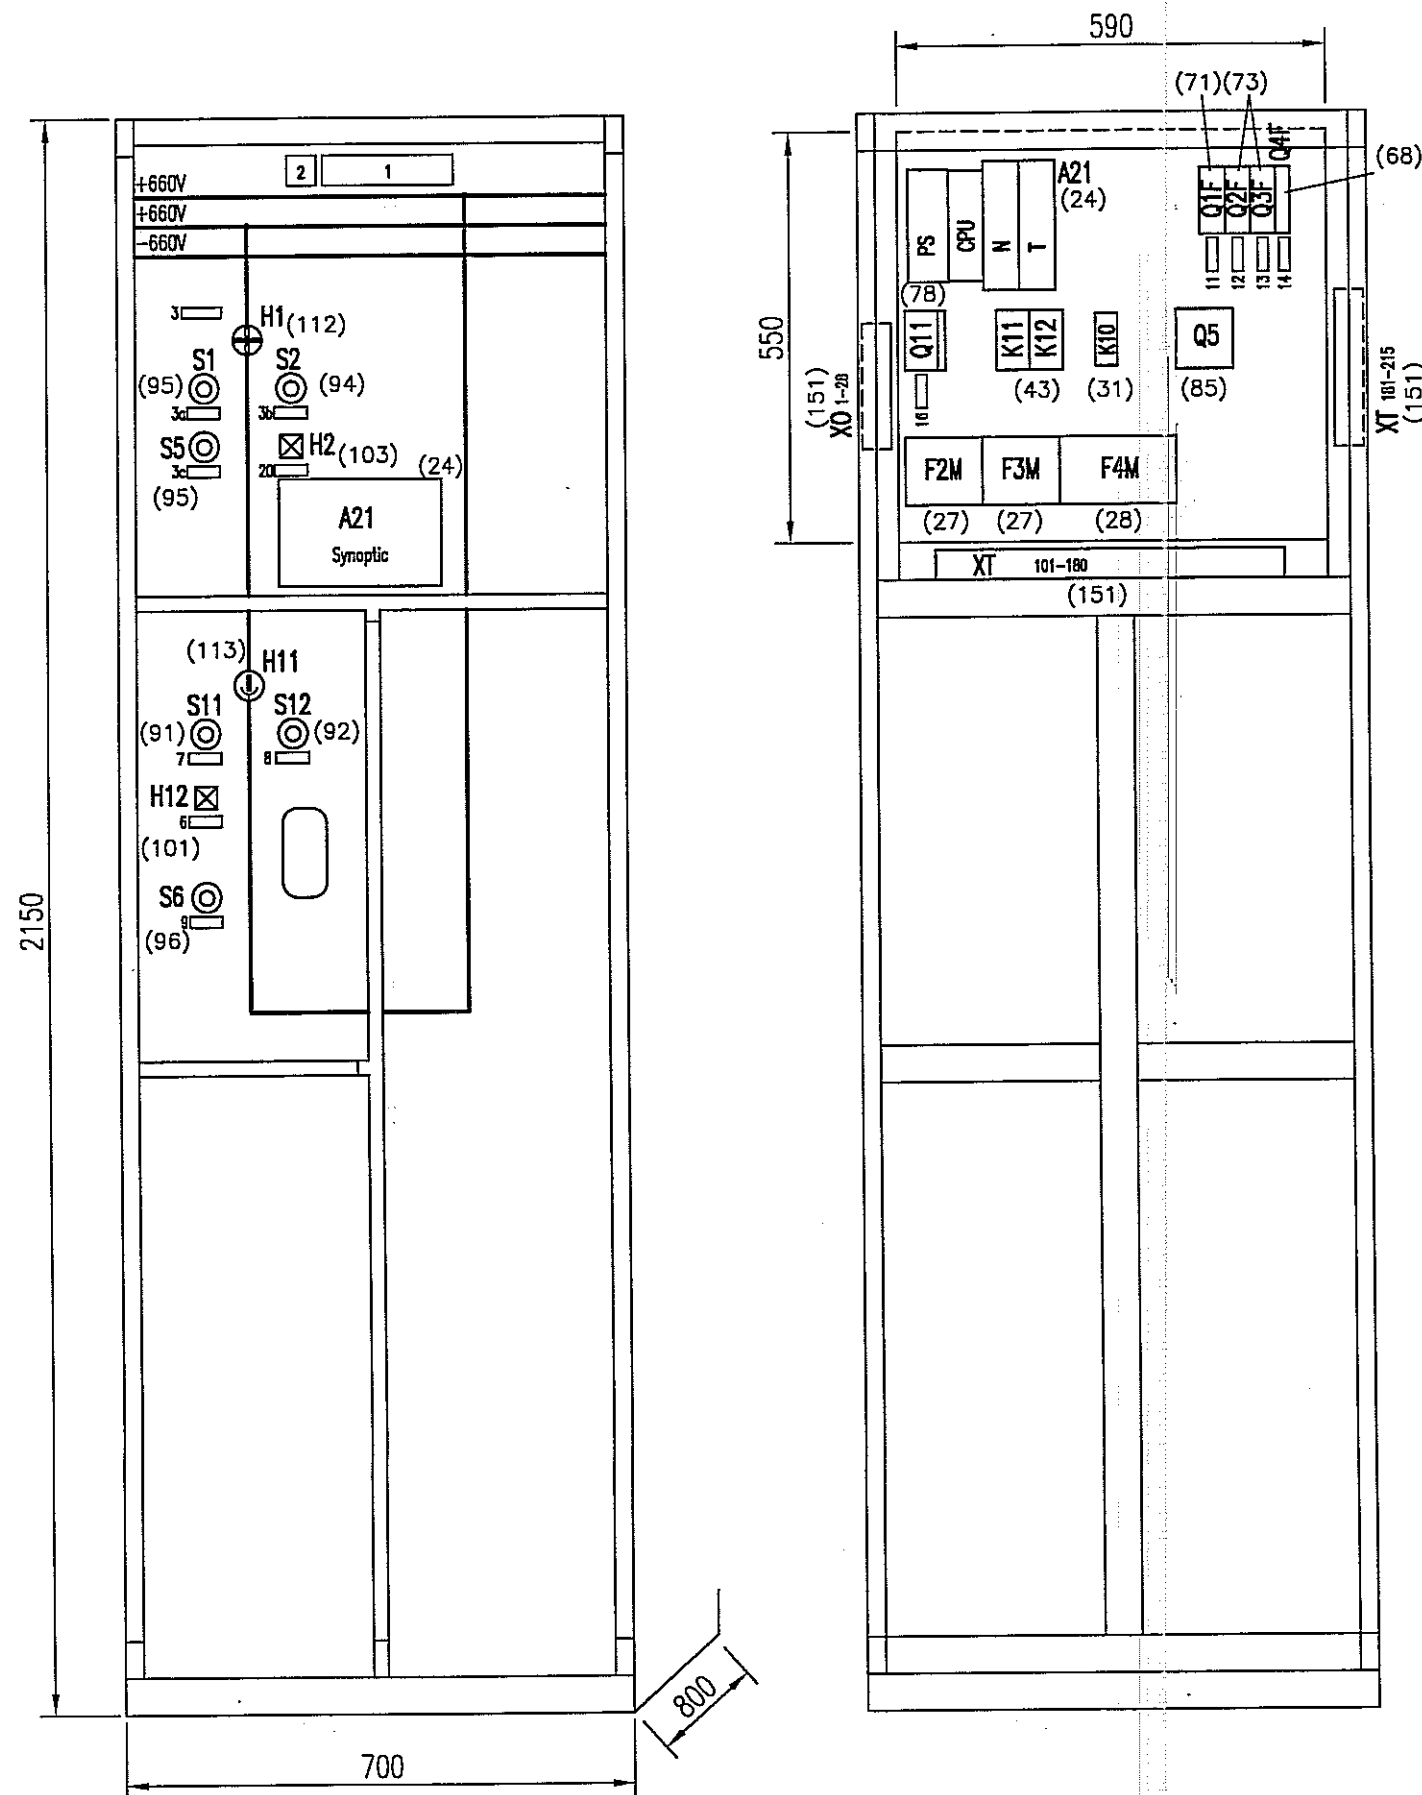 590
(71)(73)
Q4F
(68)
2
1
+660V
+660V
-660V
A21
(24)
PS
CPU
N
T
Q1F
Q2F
Q3F
11
12
13
14
3
H1(112)
S1
S2
(95)
(94)
3a
3b
S5
H2(103)
3c
20
(24)
(95)
A21
Synoptic
550
(78)
Q11
K11
K12
K10
Q5
(43)
(31)
(85)
16
(151)
XO 1-28
XT 181-215
(151)
F2M
F3M
F4M
(27)
(27)
(28)
XT 101-180
(151)
(113)
H11
S11
S12
(91)
(92)
7
8
H12
6
(101)
S6
9
(96)
2150
800
700